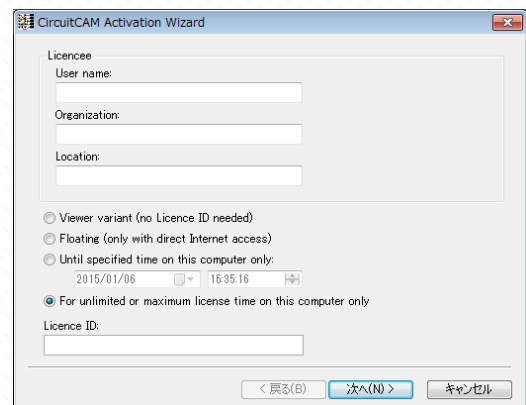 CircuitCAM Activation Wizard
Licencee
User name:
Organization:
Location:
Viewer variant (no Licence ID needed)
Floating (only with direct Internet access)
Until specified time on this computer only:
2015/01/06 16:35:16
For unlimited or maximum license time on this computer only
Licence ID:
< 戻る(B) 次へ(N) > キャンセル